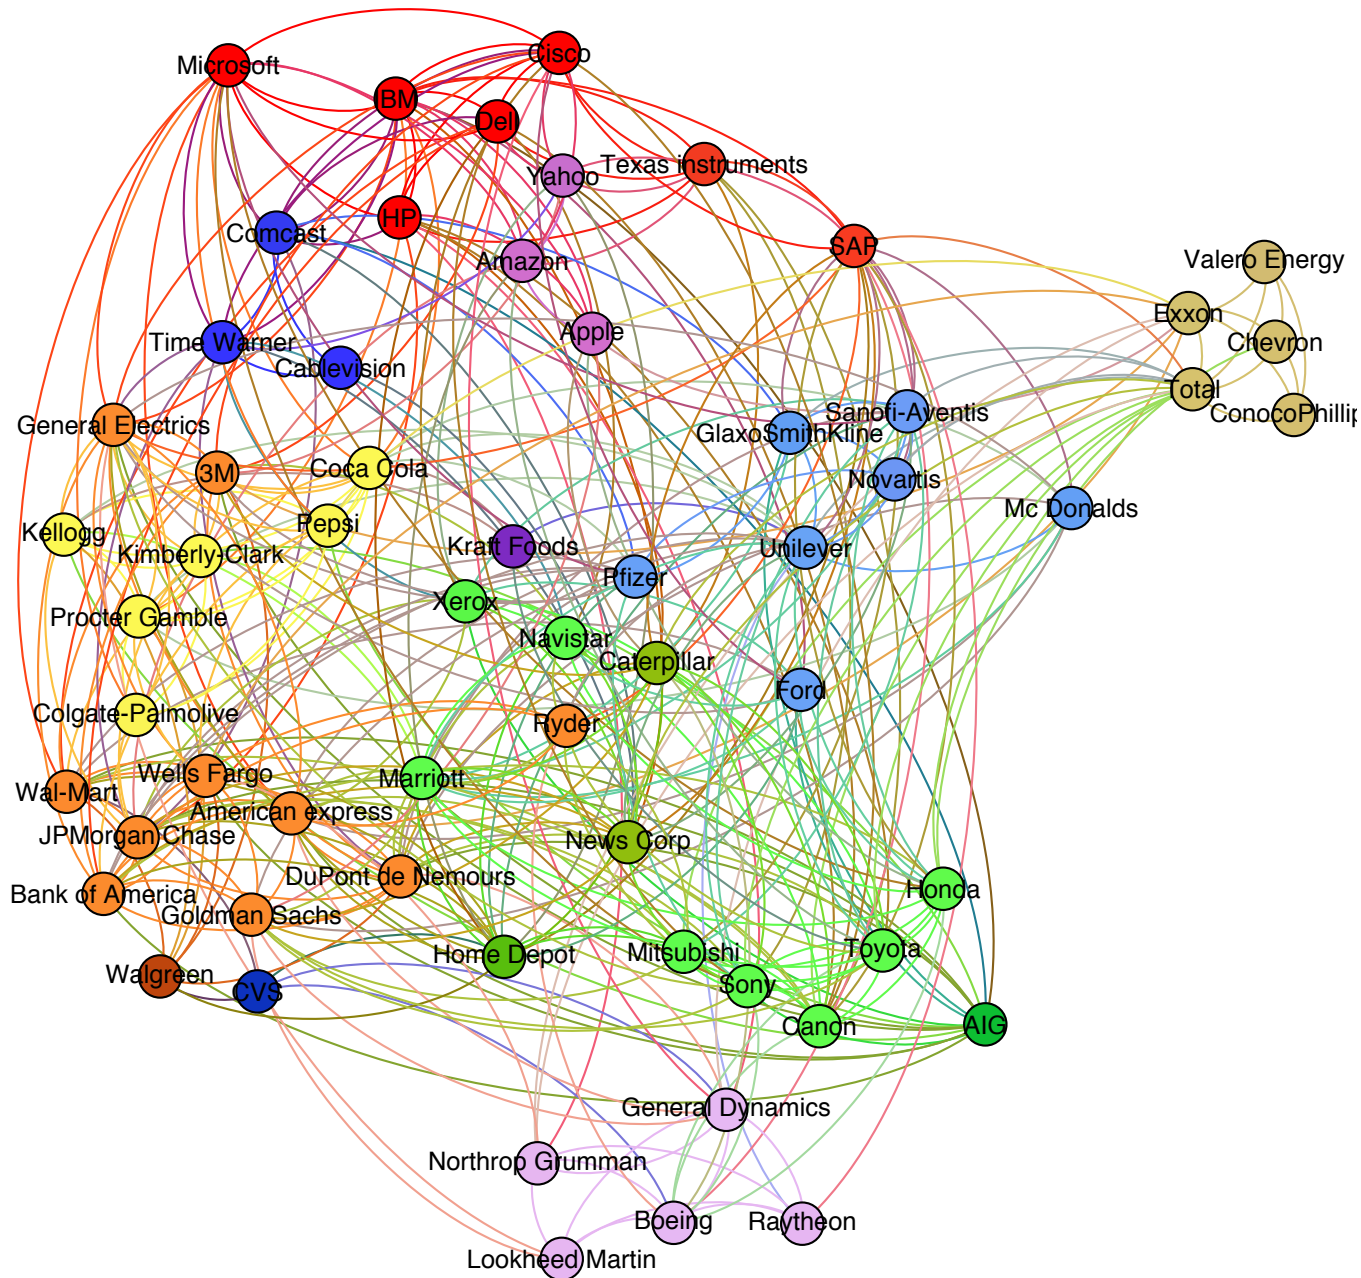 Cisco
Microsoft
IBM
Dell
Texas instruments
Yahoo
HP
Comcast
SAP
Amazon
Valero Energy
Exxon
Apple
Time Warner
Chevron
Cablevision
Total
Sanofi-Aventis
ConocoPhillip
General Electrics
GlaxoSmithKline
Coca Cola
3M
Novartis
Mc Donalds
Pepsi
Kellogg
Kraft Foods
Unilever
Kimberly-Clark
Pfizer
Xerox
Procter Gamble
Navistar
Caterpillar
Ford
Colgate-Palmolive
Ryder
Wells Fargo
Marriott
Wal-Mart
American express
JPMorgan Chase
News Corp
DuPont de Nemours
Honda
Bank of America
Goldman Sachs
Toyota
Mitsubishi
Home Depot
Walgreen
Sony
CVS
Canon
AIG
General Dynamics
Northrop Grumman
Boeing
Raytheon
Lookheed Martin